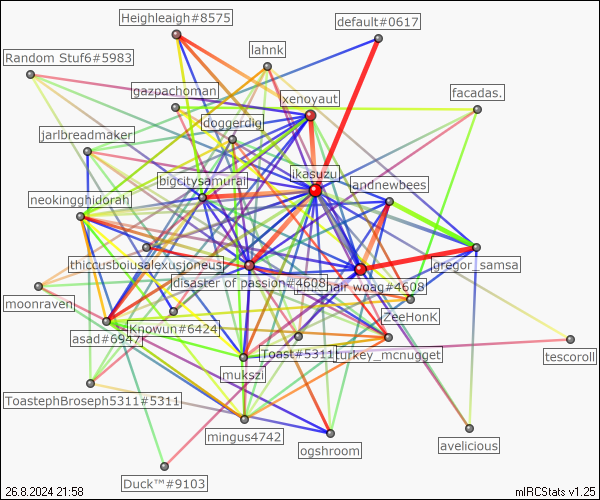 Heighleaigh#8575
default#0617
lahnk
Random Stuf6#5983
gazpachoman
xenoyaut
facadas.
doggerdig
jarlbreadmaker
ikasuzu
bigcitysamurai
andnewbees
neokingghidorah
thiccusboiusalexusjoneus
gregor_samsa
disaster of passion#4608
hair woag#4608
moonraven
ZeeHonK
Knowun#6424
asad#6947
Toast#5311
turkey_mcnugget
tescoroll
mukszi
ToastephBroseph5311#5311
mingus4742
ogshroom
avelicious
Duck™#9103
26.8.2024 21:58
mIRCStats v1.25